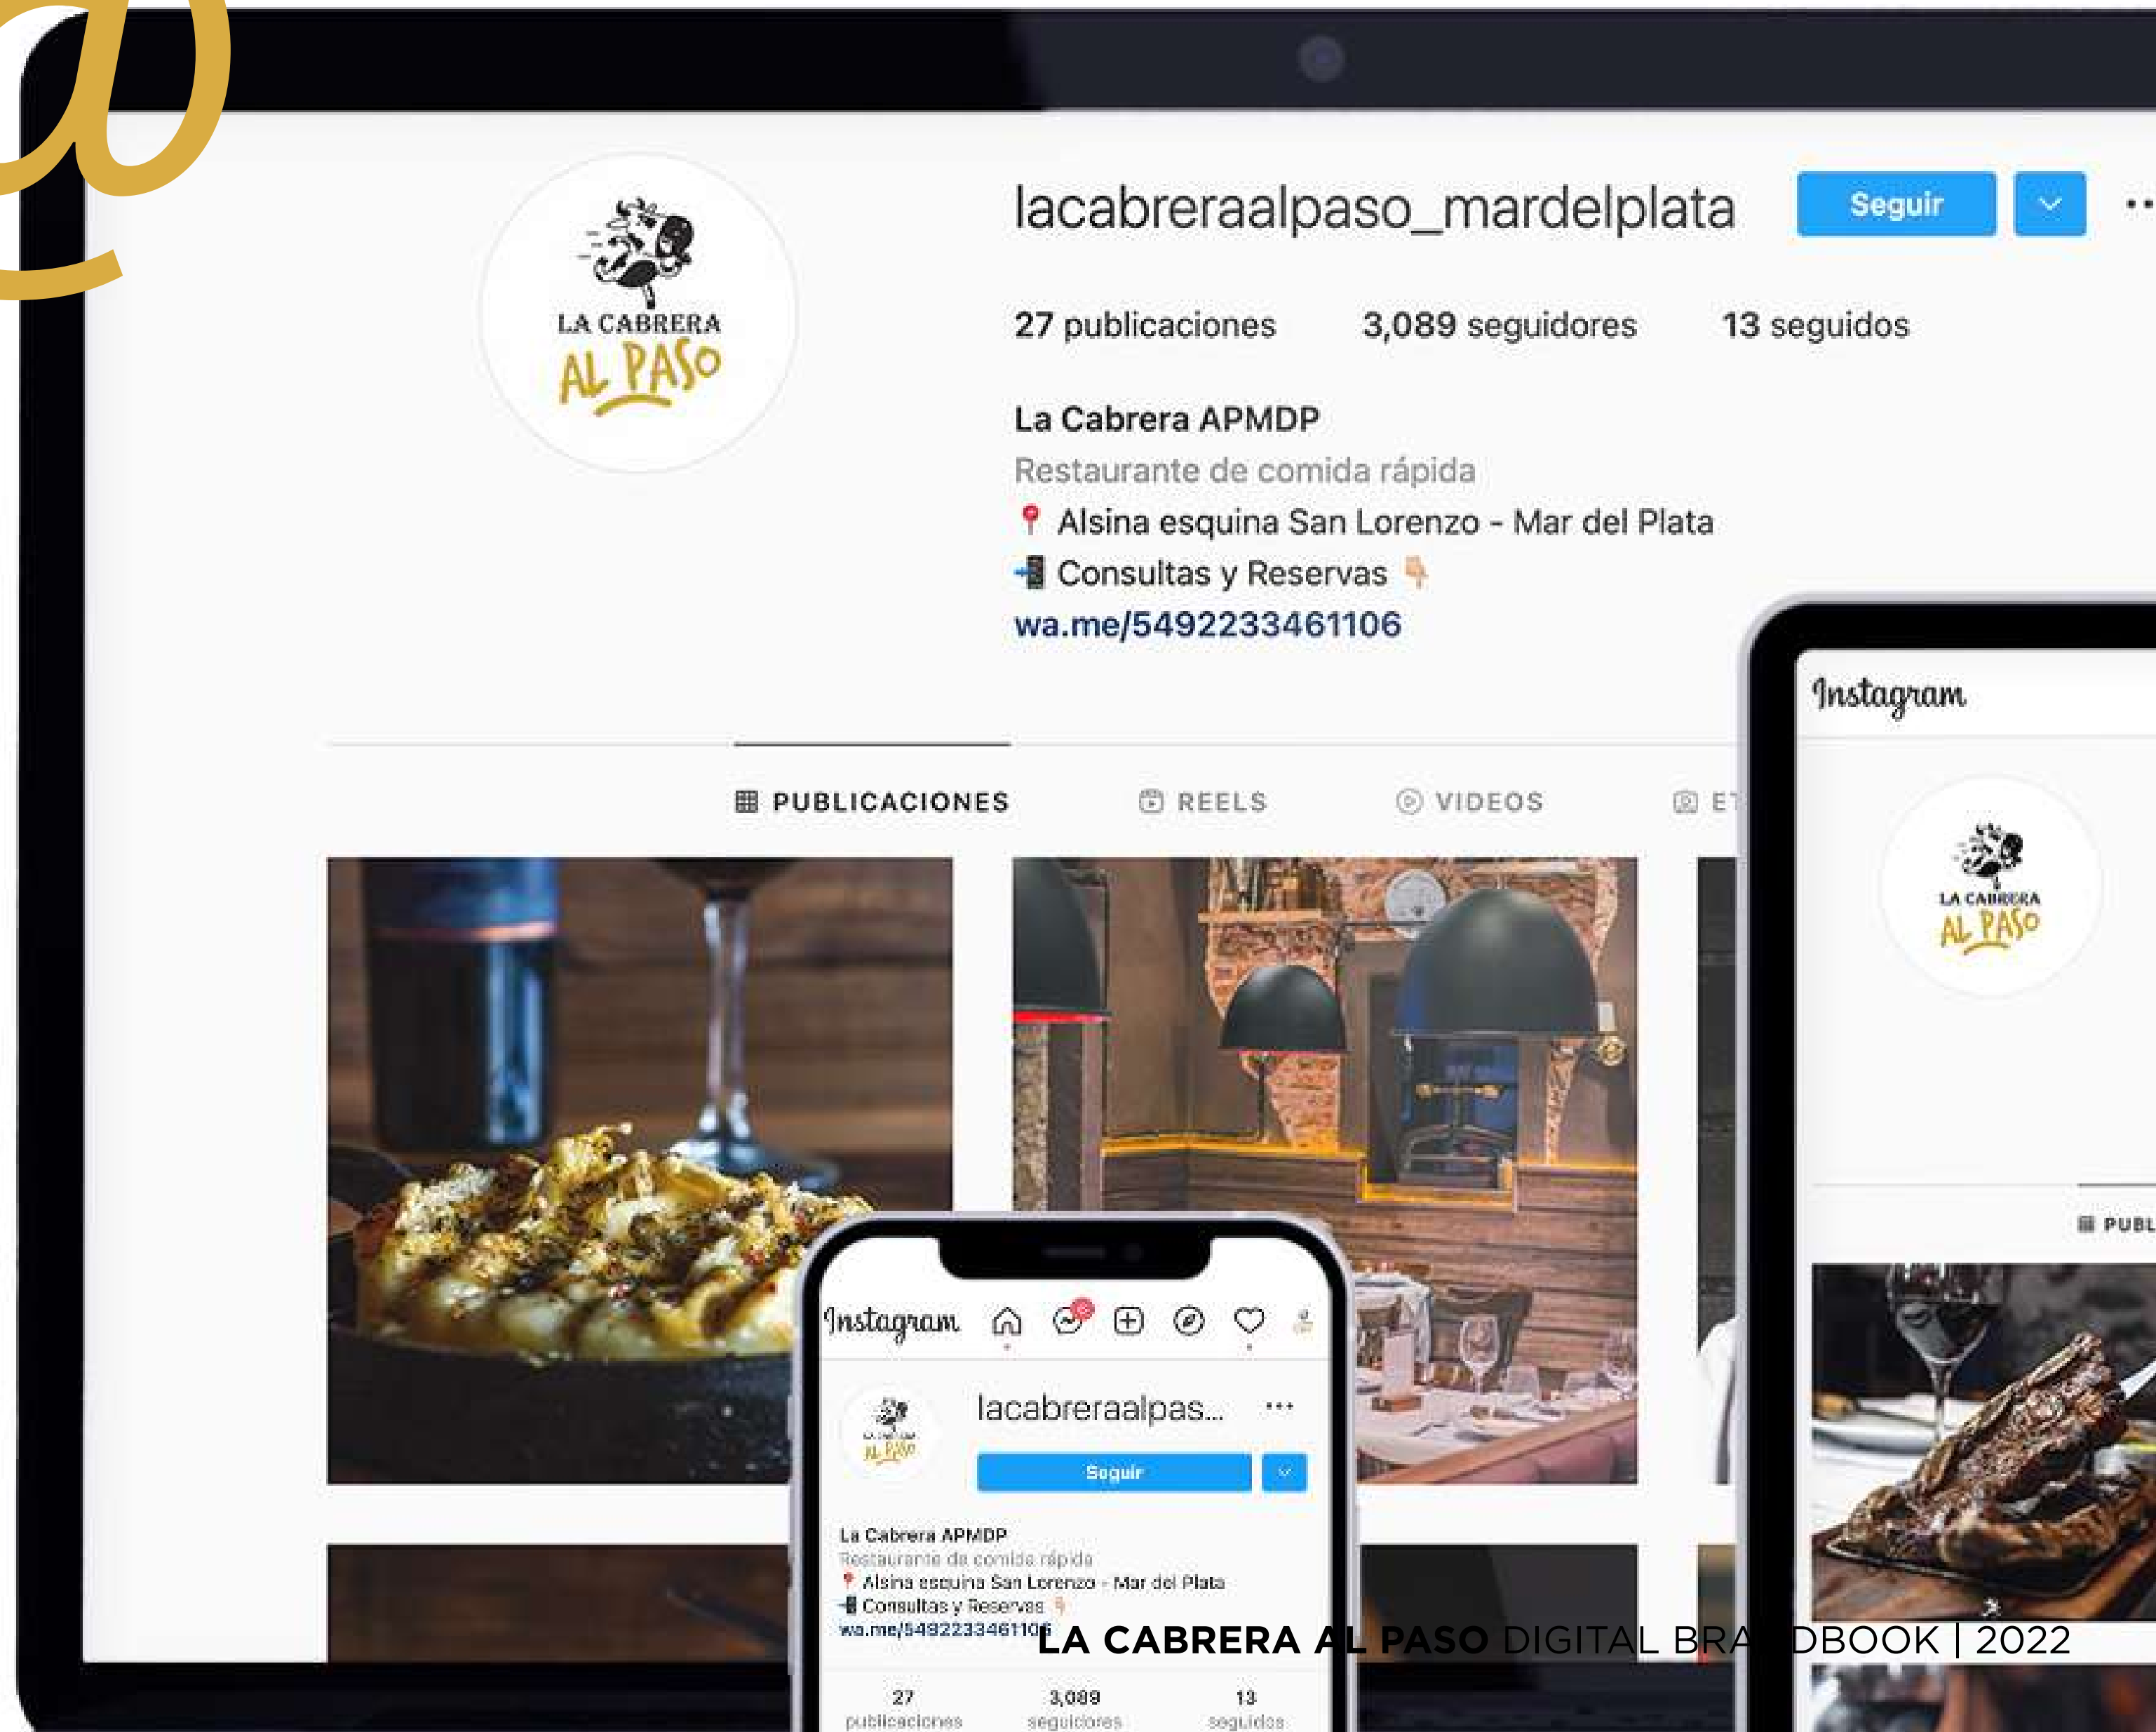 @
LA CABRERA
AL PASO
lacabreraalpaso_mardelplata
Seguir
27 publicaciones 3,089 seguidores 13 seguidos
La Cabrera APMDP
Restaurante de comida rápida
Alsina esquina San Lorenzo - Mar del Plata
Consultas y Reservas
wa.me/5492233461106
PUBLICACIONES REELS VIDEOS
Instagram
LA CABRERA
AL PASO
PUBL
Instagram
AL PASO
lacabreraalpas...
Seguir
La Cabrera APMDP
Restaurante de comida rápida
Alsina esquina San Lorenzo - Mar del Plata
Consultas y Reservas
wa.me/5492233461106
27 3,089 13
publicaciones seguidores seguidos
LA CABRERA AL PASO DIGITAL BRANDBOOK | 2022